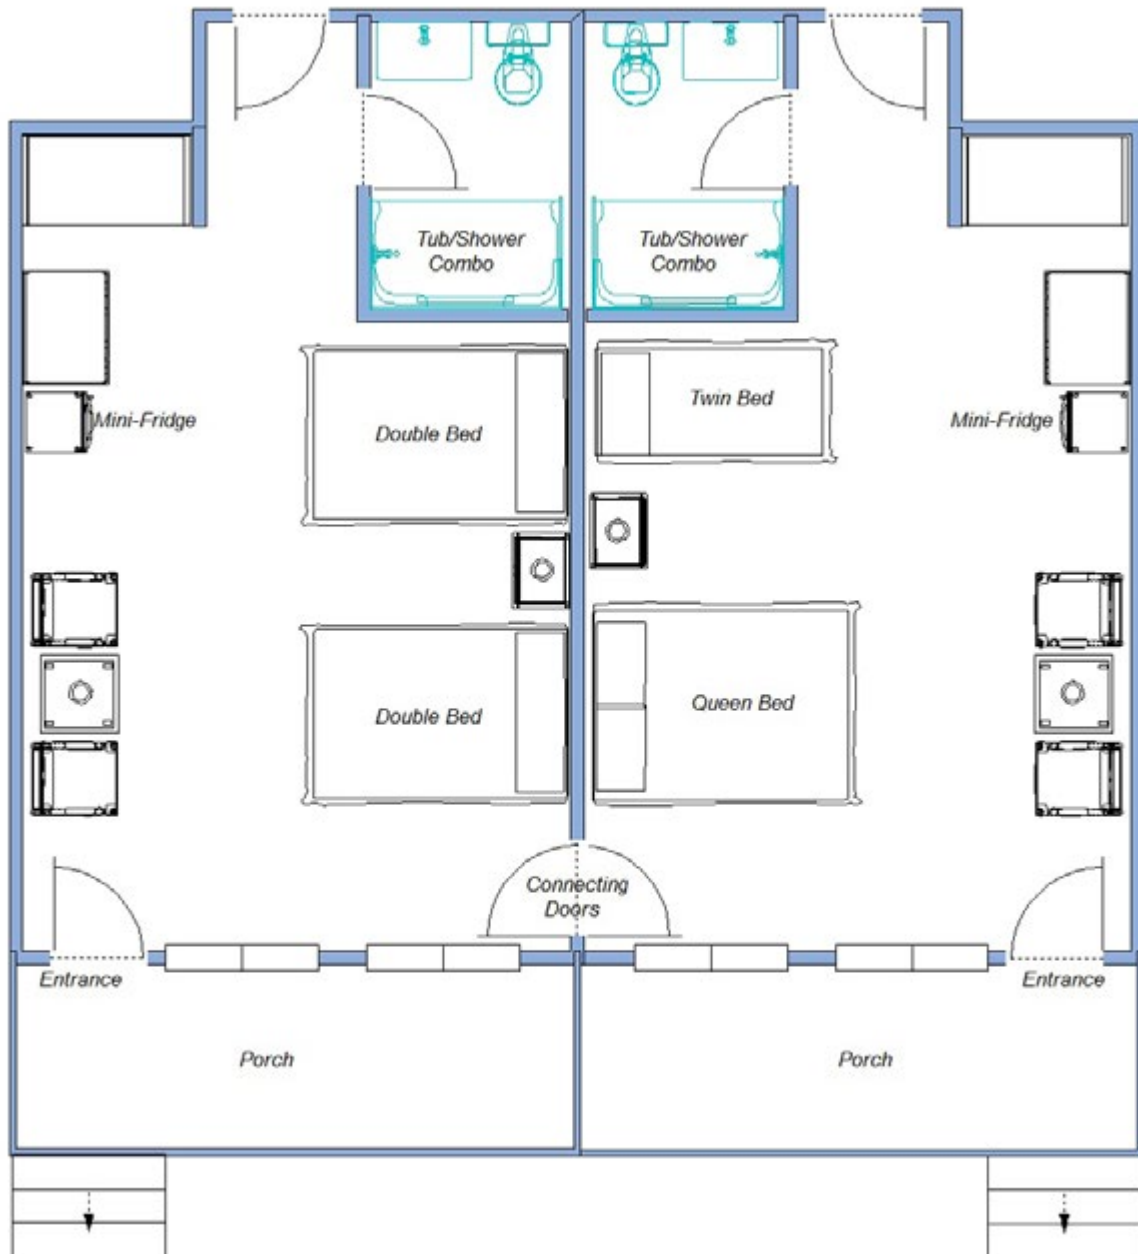 Tub/Shower
Combo
Tub/Shower
Combo
Twin Bed
Mini-Fridge
Double Bed
Mini-Fridge
Double Bed
Queen Bed
Connecting
Doors
Entrance
Entrance
Porch
Porch